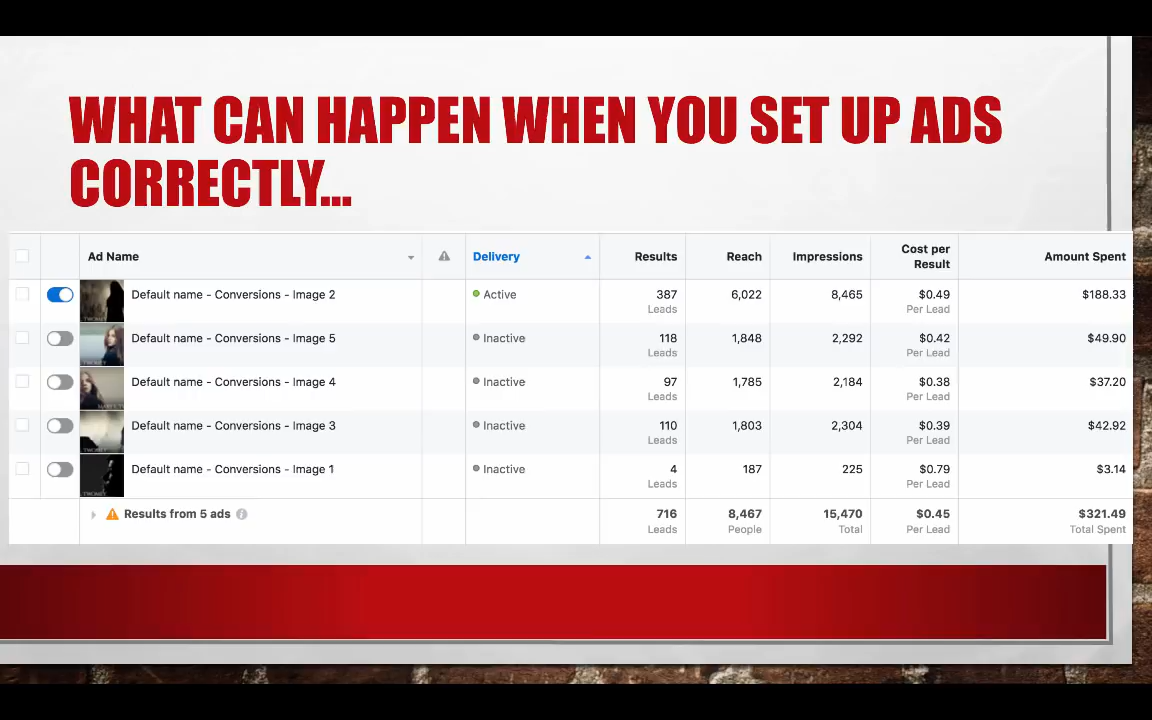 WHAT CAN HAPPEN WHEN YOU SET UP ADS
CORRECTLY...
Ad Name Delivery Results Reach Impressions Cost per Result Amount Spent
Default name - Conversions - Image 2 Active 387 6,022 8,465 $0.49 $188.33
Leads Per Lead
Default name - Conversions - Image 5 Inactive 118 1,848 2,292 $0.42 $49.90
Leads Per Lead
Default name - Conversions - Image 4 Inactive 97 1,785 2,184 $0.38 $37.20
Leads Per Lead
Default name - Conversions - Image 3 Inactive 110 1,803 2,304 $0.39 $42.92
Leads Per Lead
Default name - Conversions - Image 1 Inactive 4 187 225 $0.79 $3.14
Leads Per Lead
Results from 5 ads 716 8,467 15,470 $0.45 $321.49
Leads People Total Per Lead Total Spent